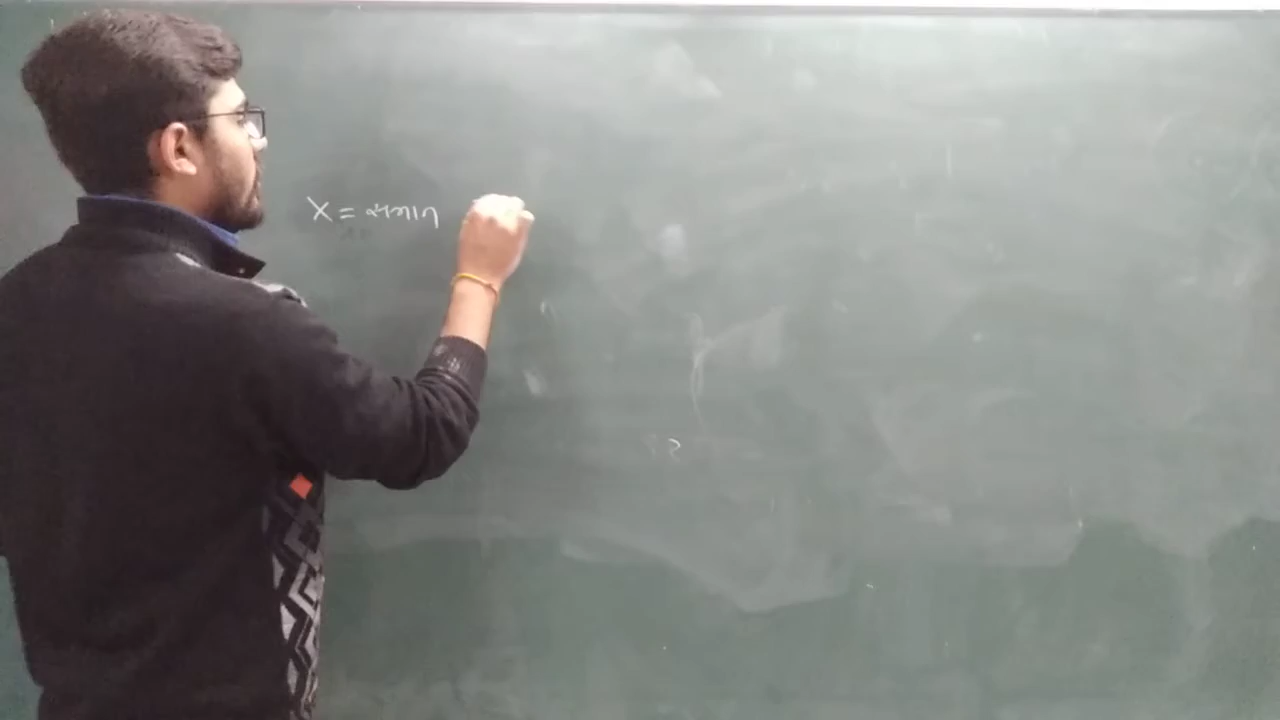 X = समान